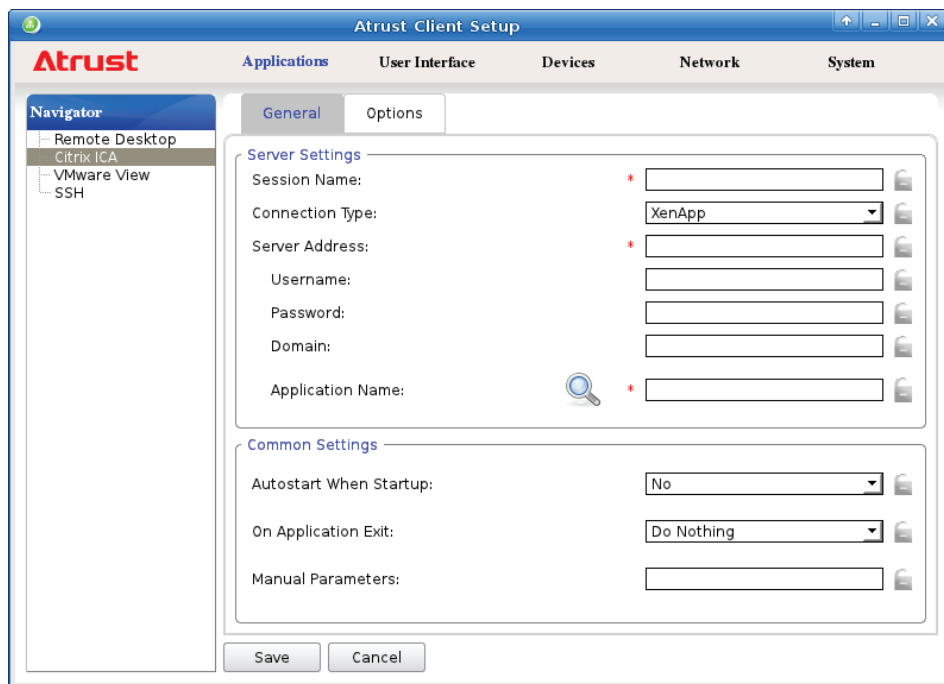 Atrust Client Setup
Atrust
Applications
User Interface
Devices
Network
System
Navigator
Remote Desktop
Citrix ICA
VMware View
SSH
General
Options
Server Settings
Session Name: *
Connection Type: XenApp
Server Address: *
Username:
Password:
Domain:
Application Name: *
Common Settings
Autostart When Startup: No
On Application Exit: Do Nothing
Manual Parameters:
Save
Cancel